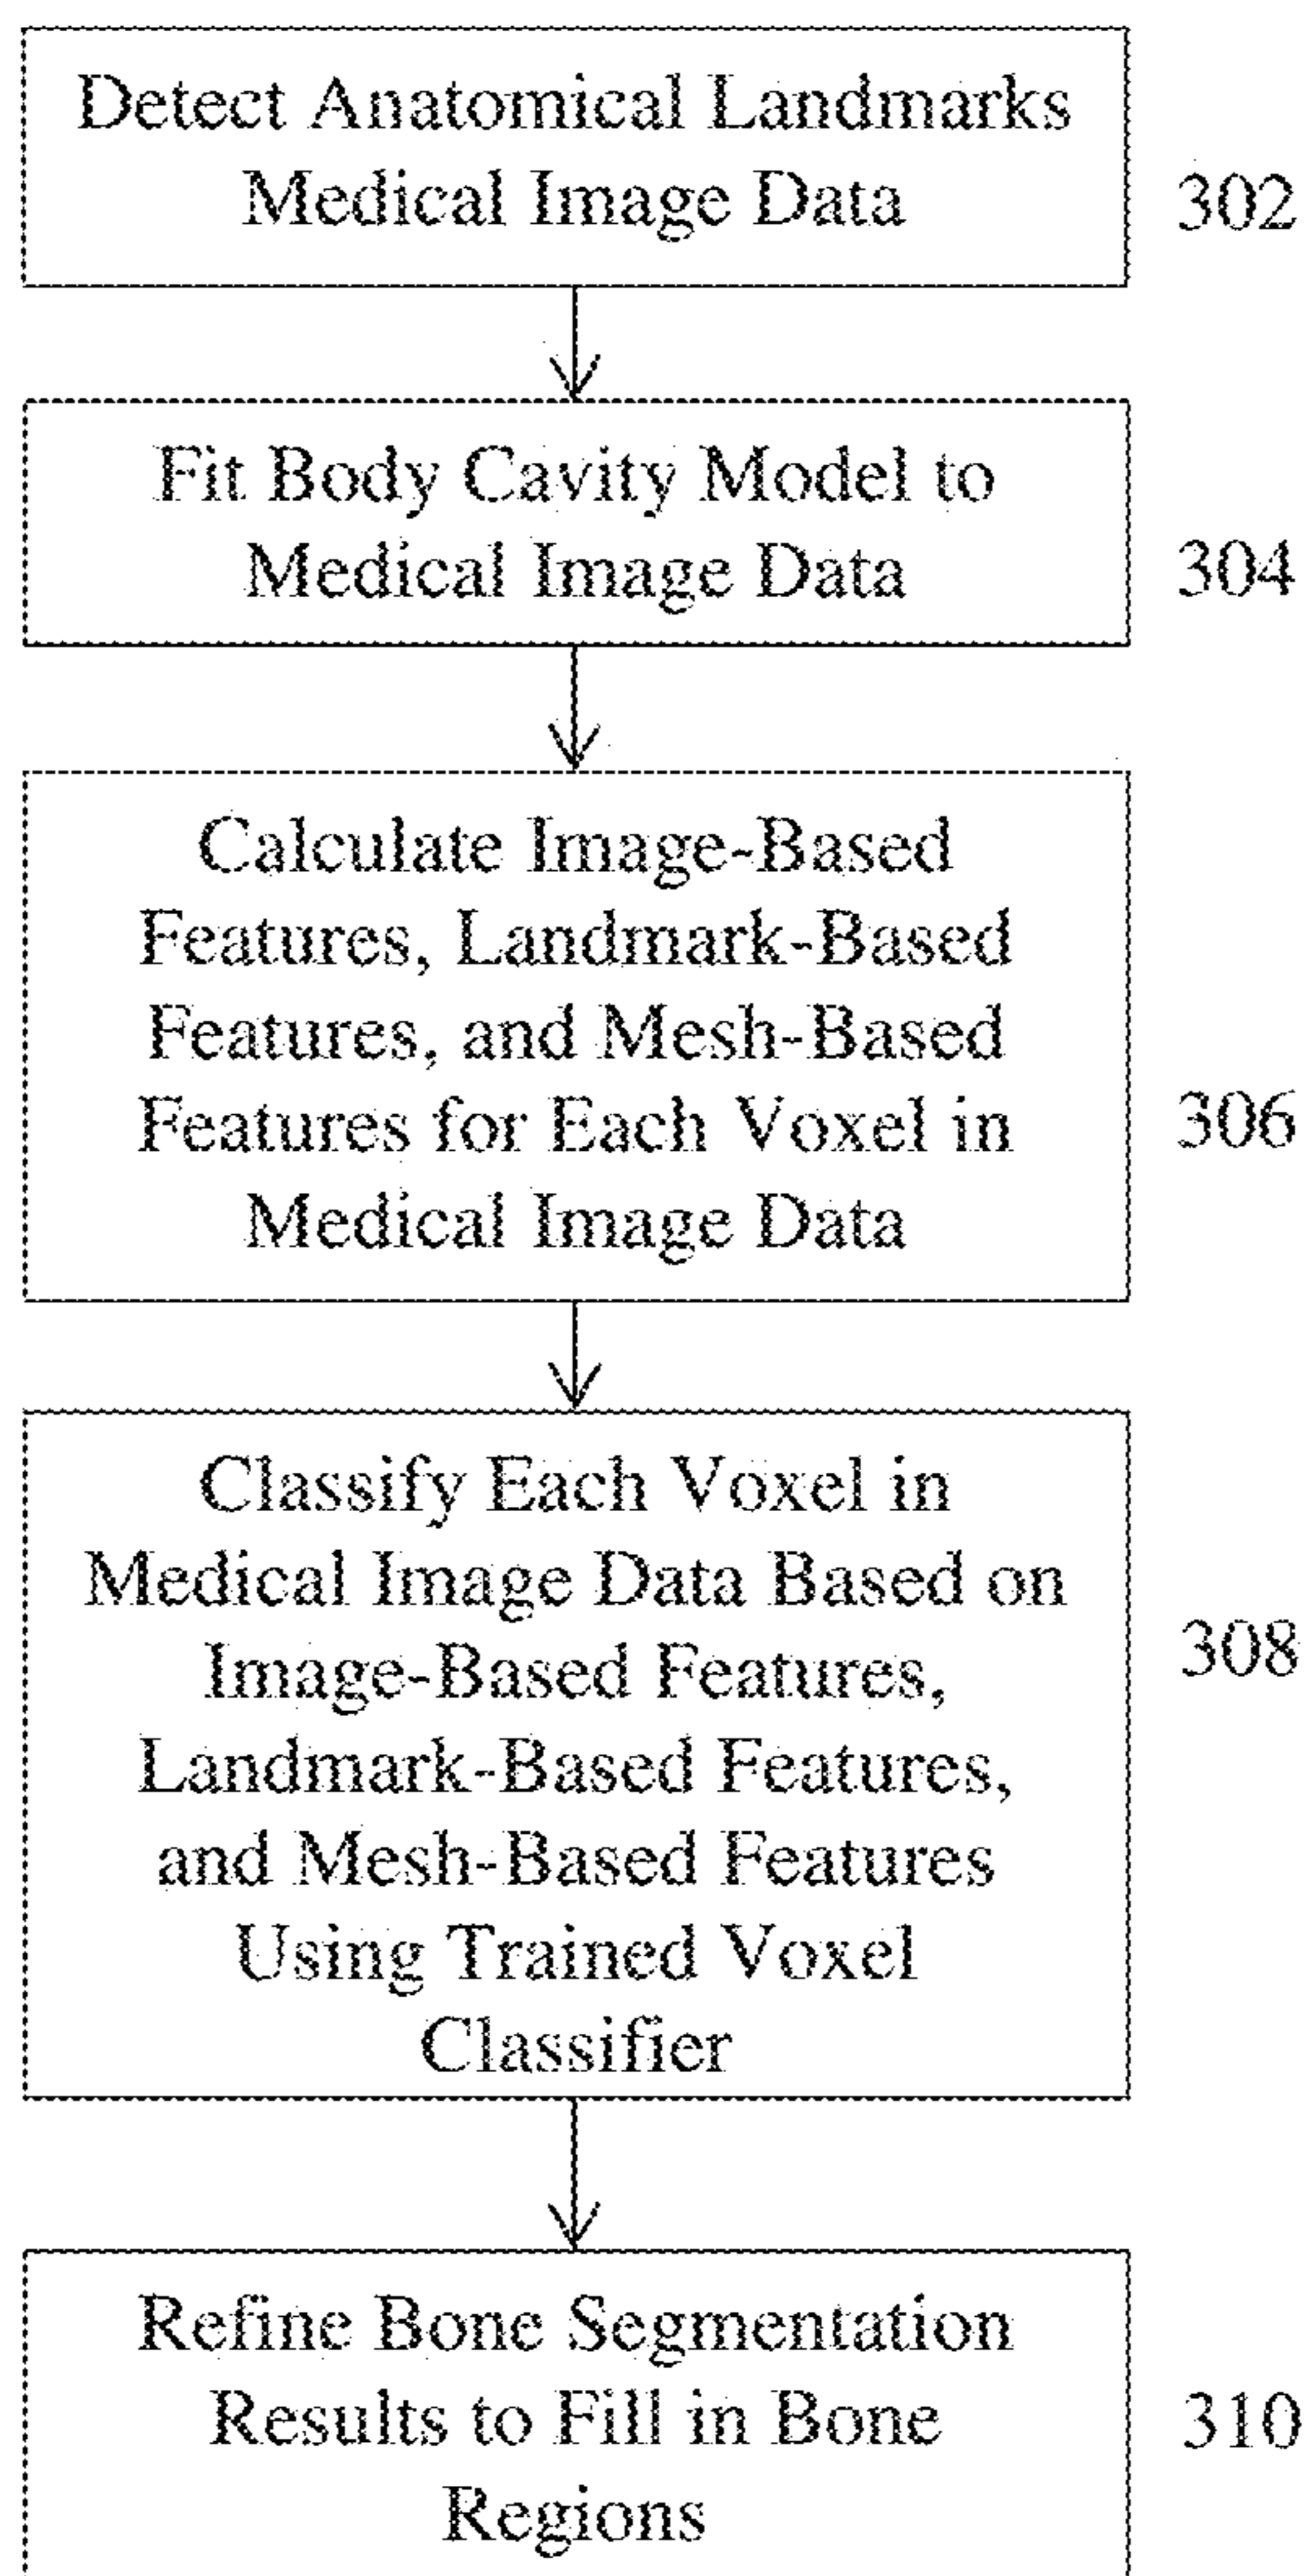 Detect Anatomical Landmarks
Medical Image Data
302
Fit Body Cavity Model to
Medical Image Data
304
Calculate Image-Based
Features, Landmark-Based
Features, and Mesh-Based
Features for Each Voxel in
Medical Image Data
306
Classify Each Voxel in
Medical Image Data Based on
Image-Based Features,
Landmark-Based Features,
and Mesh-Based Features
Using Trained Voxel
Classifier
308
Refine Bone Segmentation
Results to Fill in Bone
Regions
310